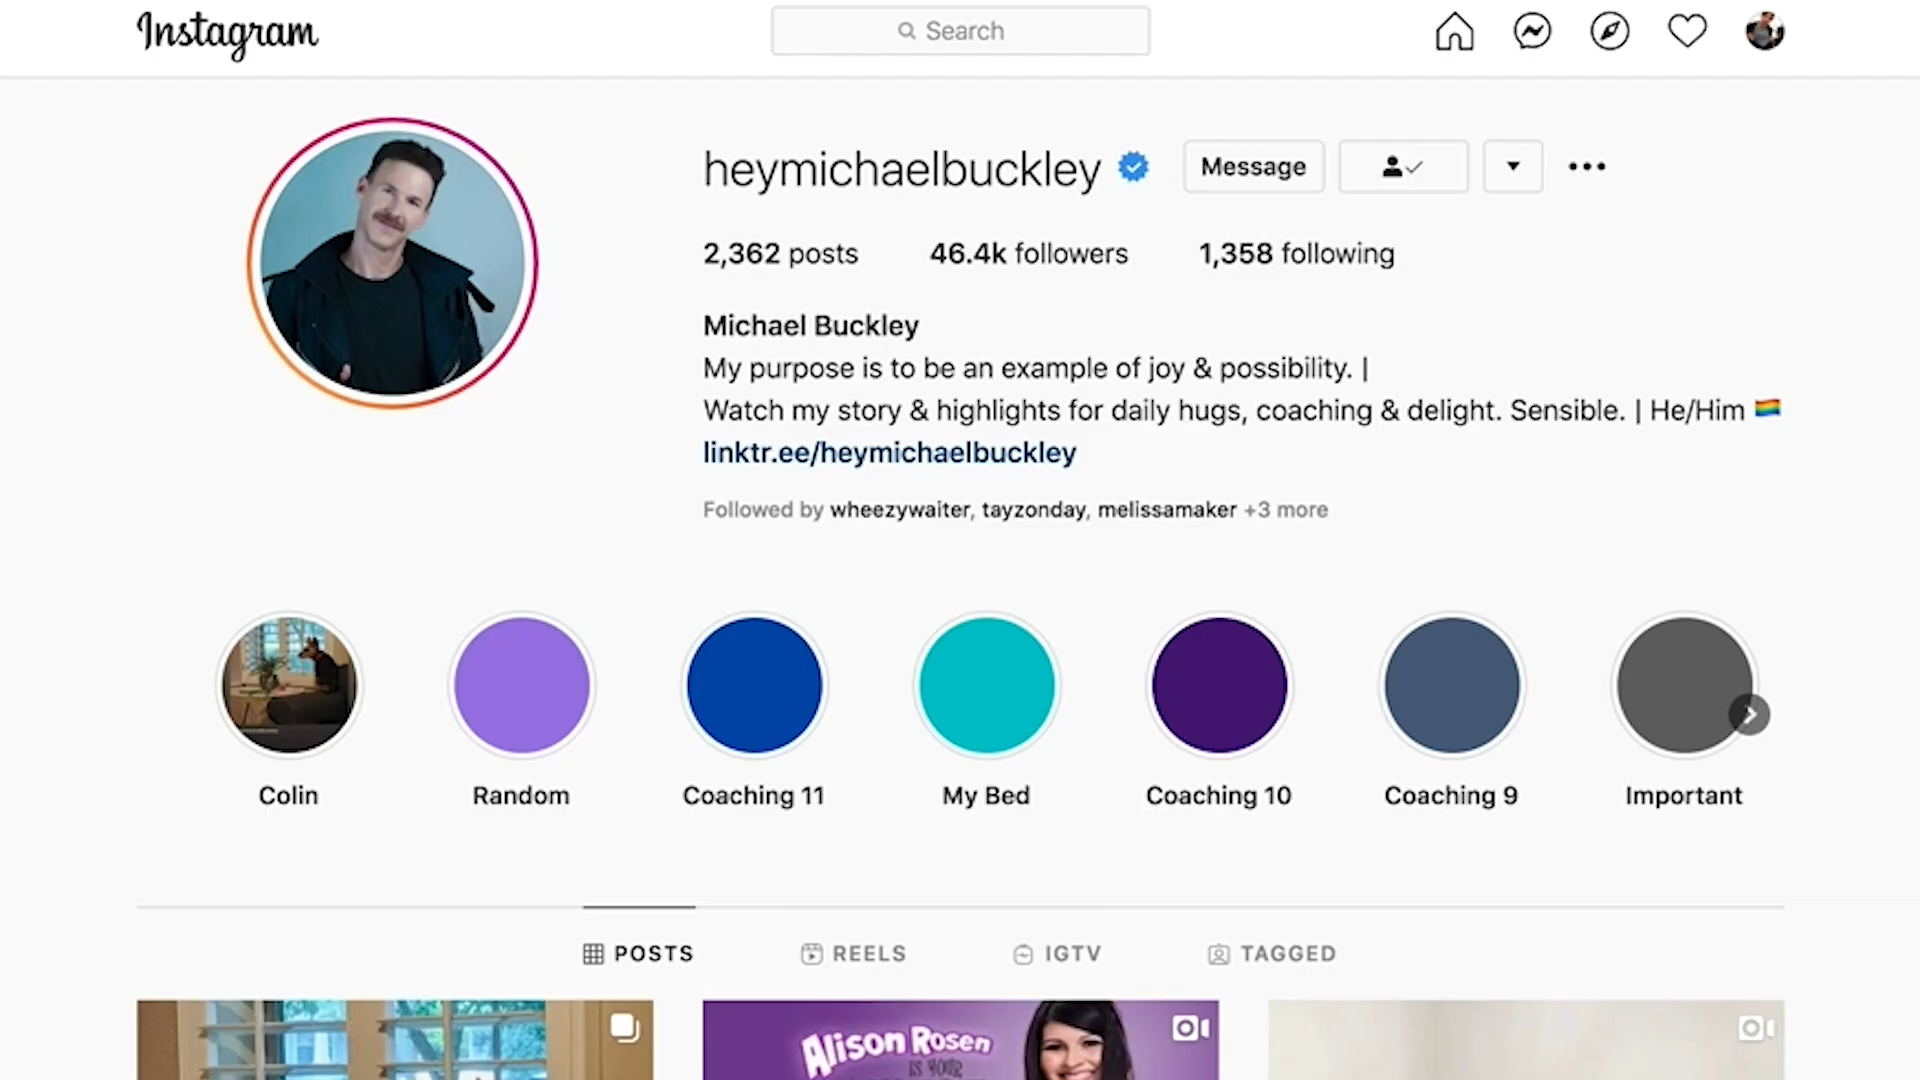 Instagram
Search
heymichaelbuckley
Message
2,362 posts 46.4k followers 1,358 following
Michael Buckley
My purpose is to be an example of joy & possibility. |
Watch my story & highlights for daily hugs, coaching & delight. Sensible. | He/Him 🏳️‍🌈
linktr.ee/heymichaelbuckley
Followed by wheezywaiter, tayzonday, melissamaker +3 more
Colin Random Coaching 11 My Bed Coaching 10 Coaching 9 Important
POSTS REELS IGTV TAGGED
Alison Rosen
IS YOUR